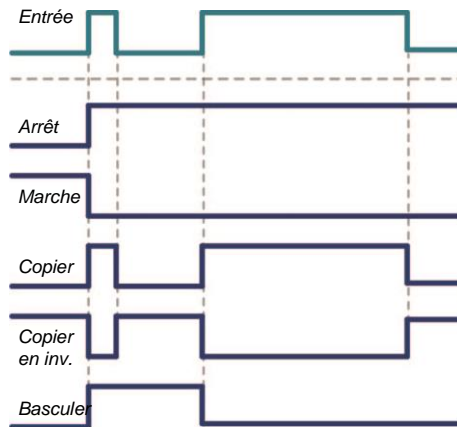 Entrée
Arrêt
Marche
Copier
Copier
en inv.
Basculer